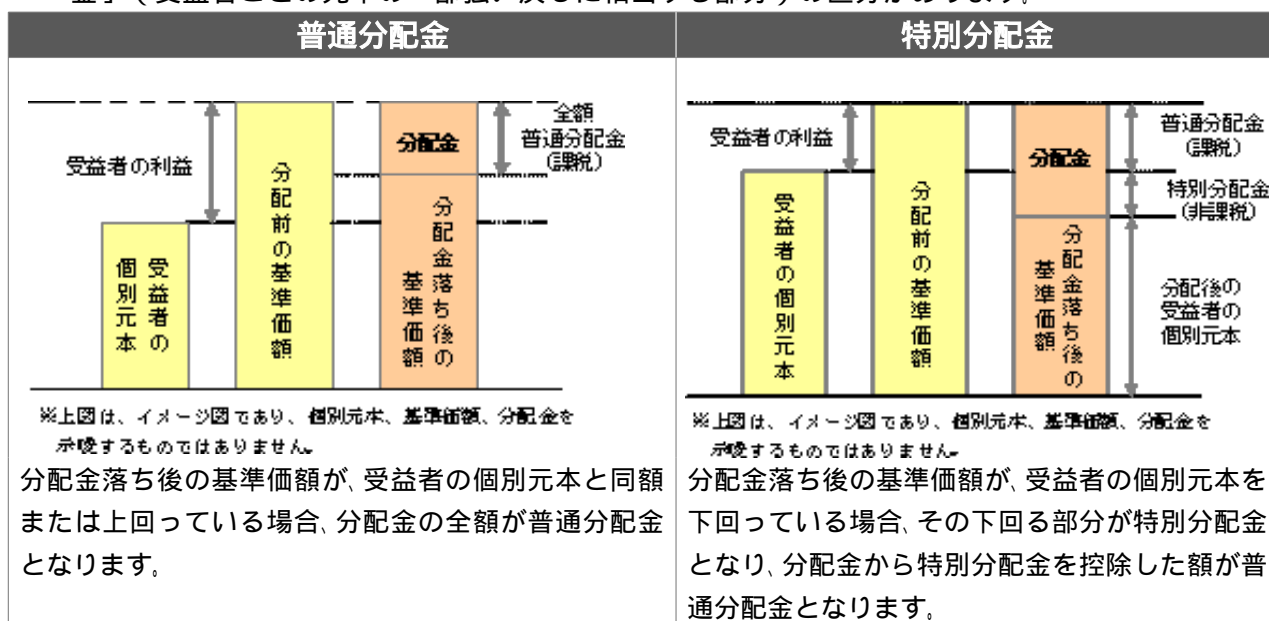 普通分配金
特別分配金
全額
普通分配金
(課税)
分配金
受益者の利益
分配前の基準価額
分配金落ち後の
基準価額
受益者の
個別元本
※上図は、イメージ図であり、個別元本、基準価額、分配金を
示唆するものではありません。
分配金落ち後の基準価額が、受益者の個別元本と同額
または上回っている場合、分配金の全額が普通分配金
となります。
受益者の利益
普通分配金
(課税)
分配金
特別分配金
(非課税)
受益者の個別元本
分配前の基準価額
分配金落ち後の
基準価額
分配後の
受益者の
個別元本
※上図は、イメージ図であり、個別元本、基準価額、分配金を
示唆するものではありません。
分配金落ち後の基準価額が、受益者の個別元本を
下回っている場合、その下回る部分が特別分配金
となり、分配金から特別分配金を控除した額が普
通分配金となります。